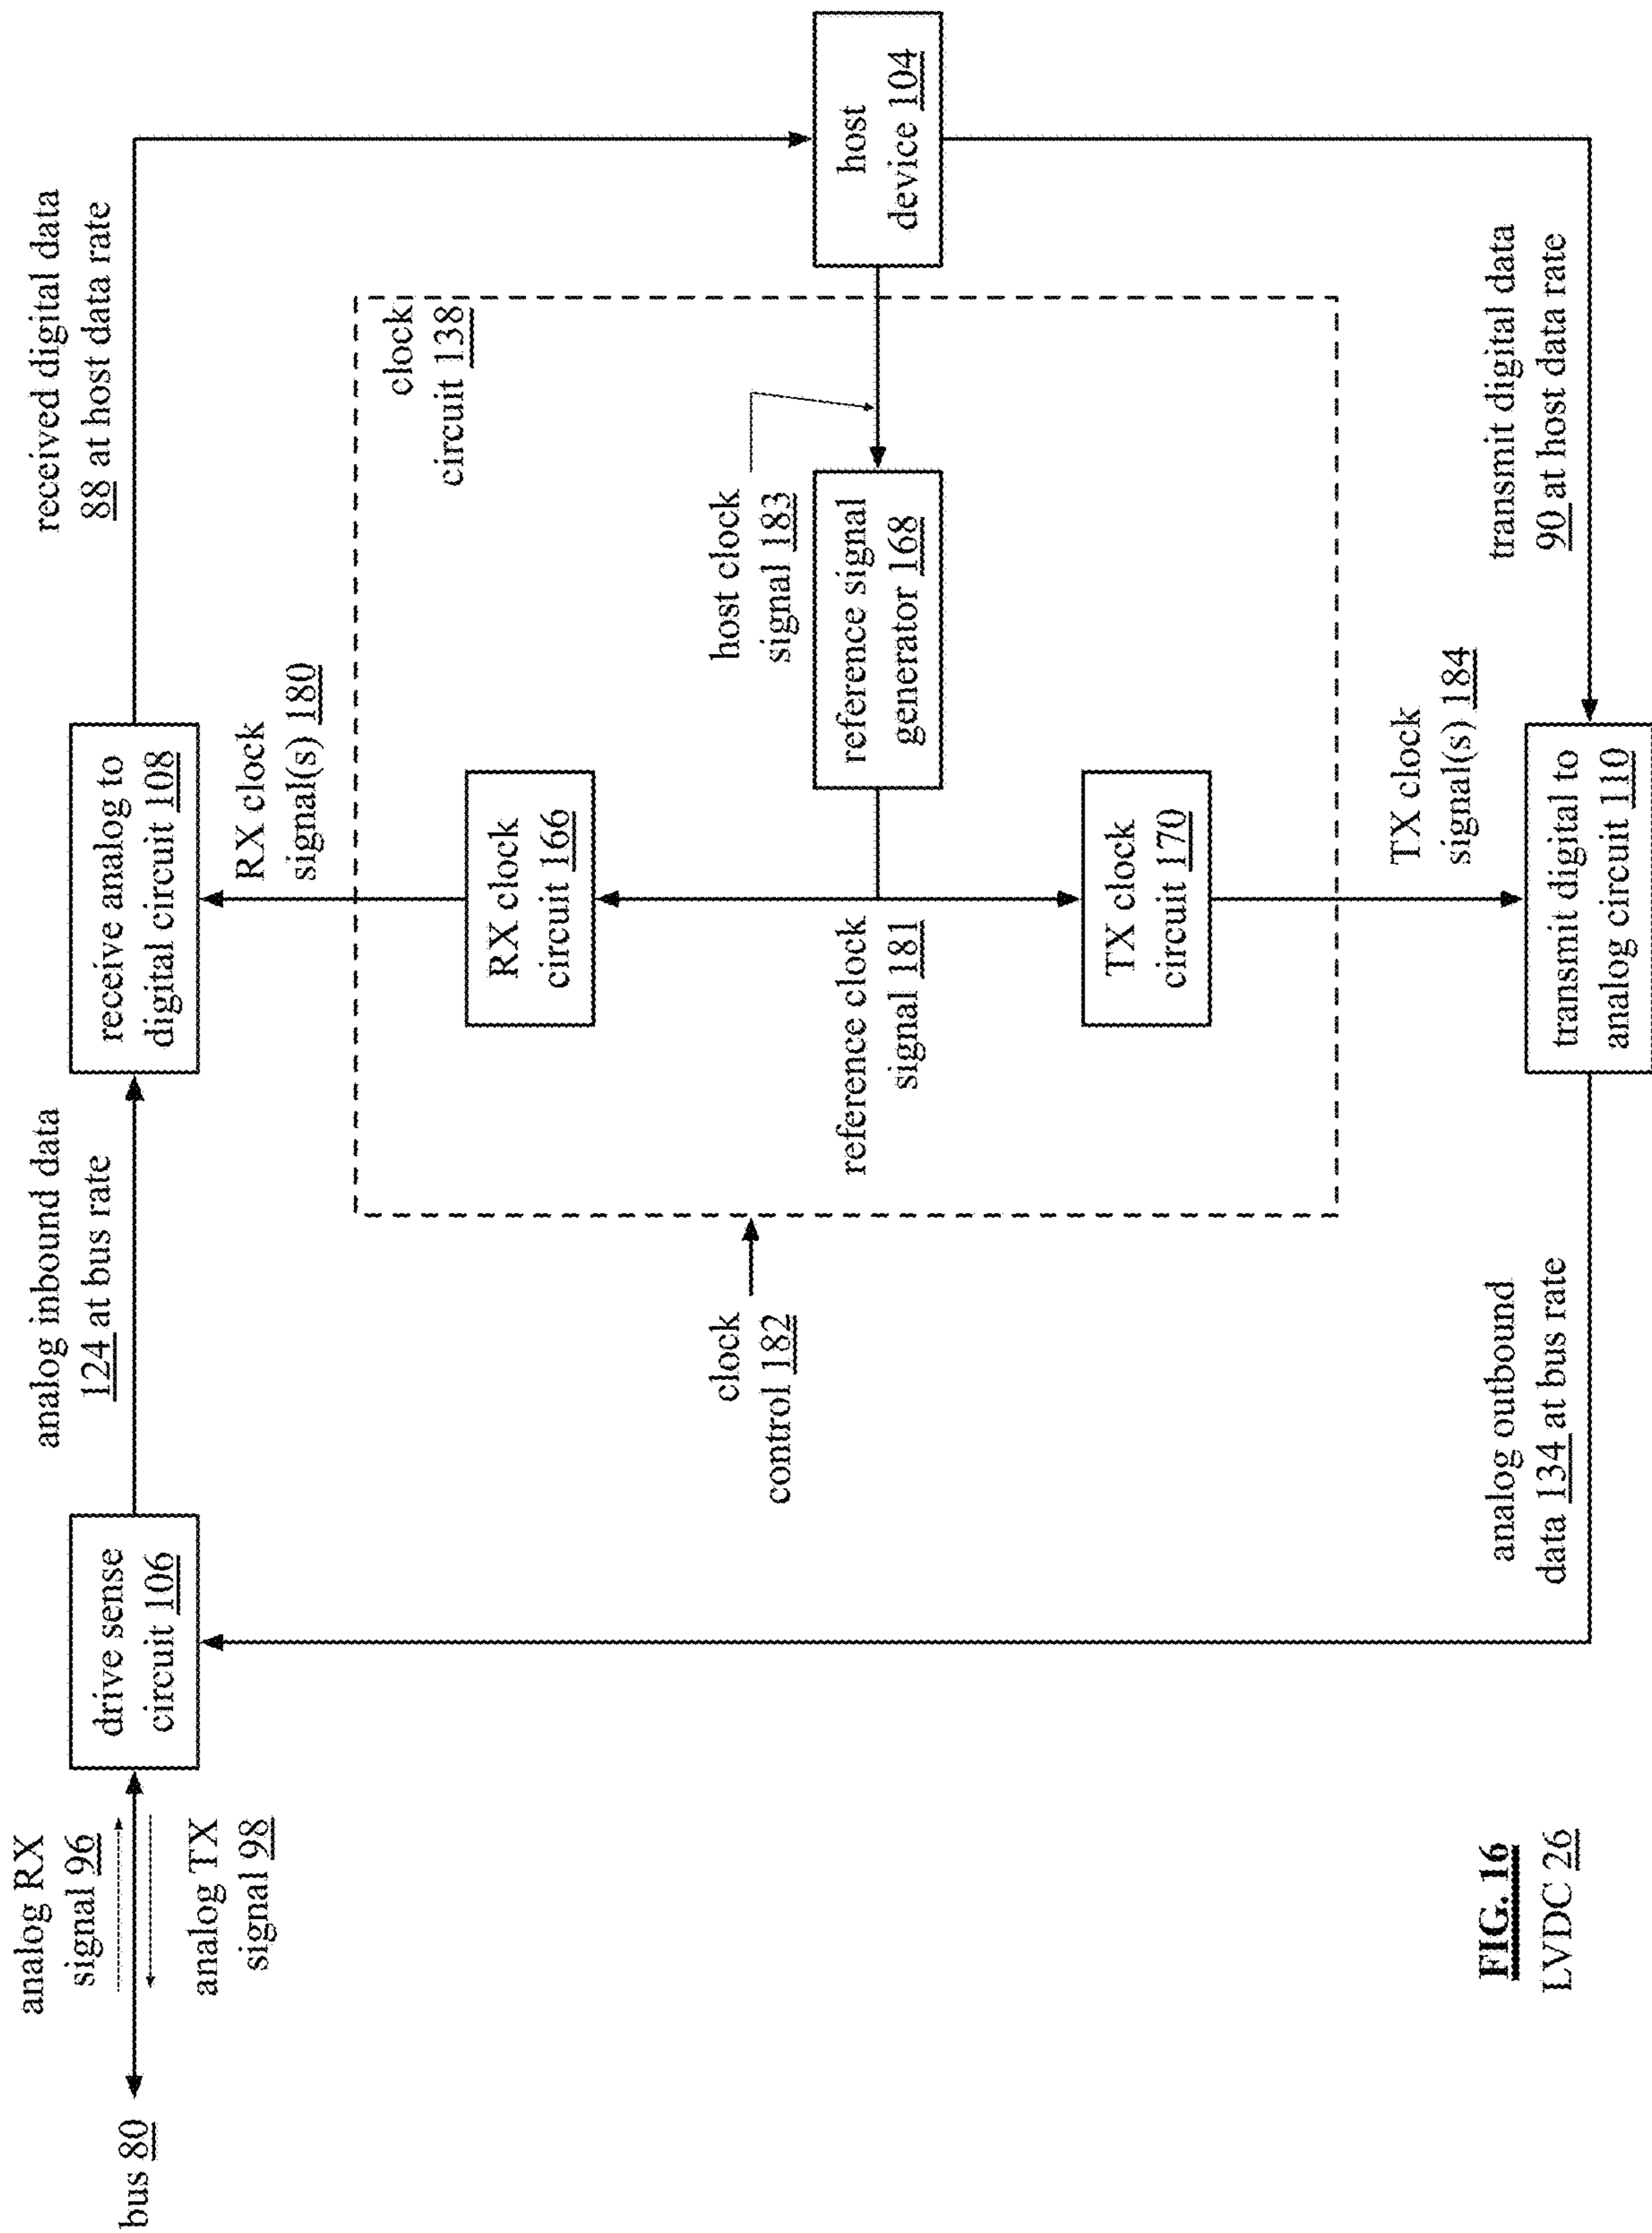 bus 80
analog RX
signal 96
analog TX
signal 98
drive sense
circuit 106
analog inbound data
124 at bus rate
receive analog to
digital circuit 108
received digital data
88 at host data rate
RX clock
signal(s) 180
clock
circuit 138
RX clock
circuit 166
clock
control 182
reference clock
signal 181
host clock
signal 183
reference signal
generator 168
host
device 104
TX clock
circuit 170
TX clock
signal(s) 184
analog outbound
data 134 at bus rate
transmit digital to
analog circuit 110
transmit digital data
90 at host data rate
FIG. 16
LVDC 26